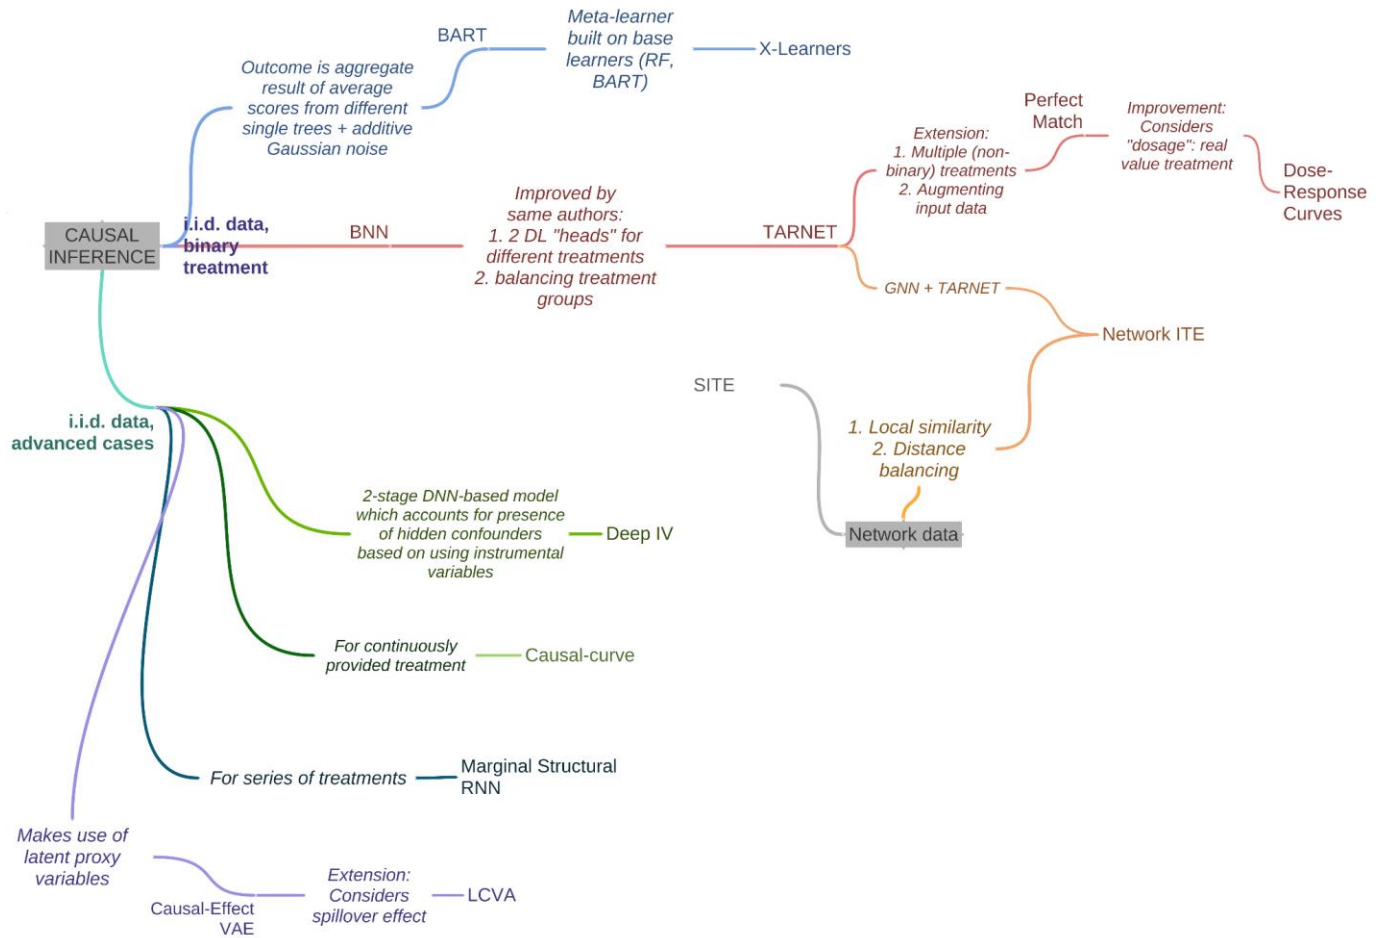 Meta-learner
built on base
learners (RF,
BART)
BART
X-Learners
Outcome is aggregate
result of average
scores from different
single trees + additive
Gaussian noise
CAUSAL
INFERENCE
i.i.d. data,
binary
treatment
BNN
Improved by
same authors:
1. 2 DL "heads" for
different treatments
2. balancing treatment
groups
TARNET
Extension:
1. Multiple (non-
binary) treatments
2. Augmenting
input data
Perfect
Match
Improvement:
Considers
"dosage": real
value treatment
Dose-
Response
Curves
GNN + TARNET
Network ITE
SITE
1. Local similarity
2. Distance
balancing
Network data
i.i.d. data,
advanced cases
2-stage DNN-based model
which accounts for presence
of hidden confounders
based on using instrumental
variables
Deep IV
For continuously
provided treatment
Causal-curve
For series of treatments
Marginal Structural
RNN
Makes use of
latent proxy
variables
Causal-Effect
VAE
Extension:
Considers
spillover effect
LCVA